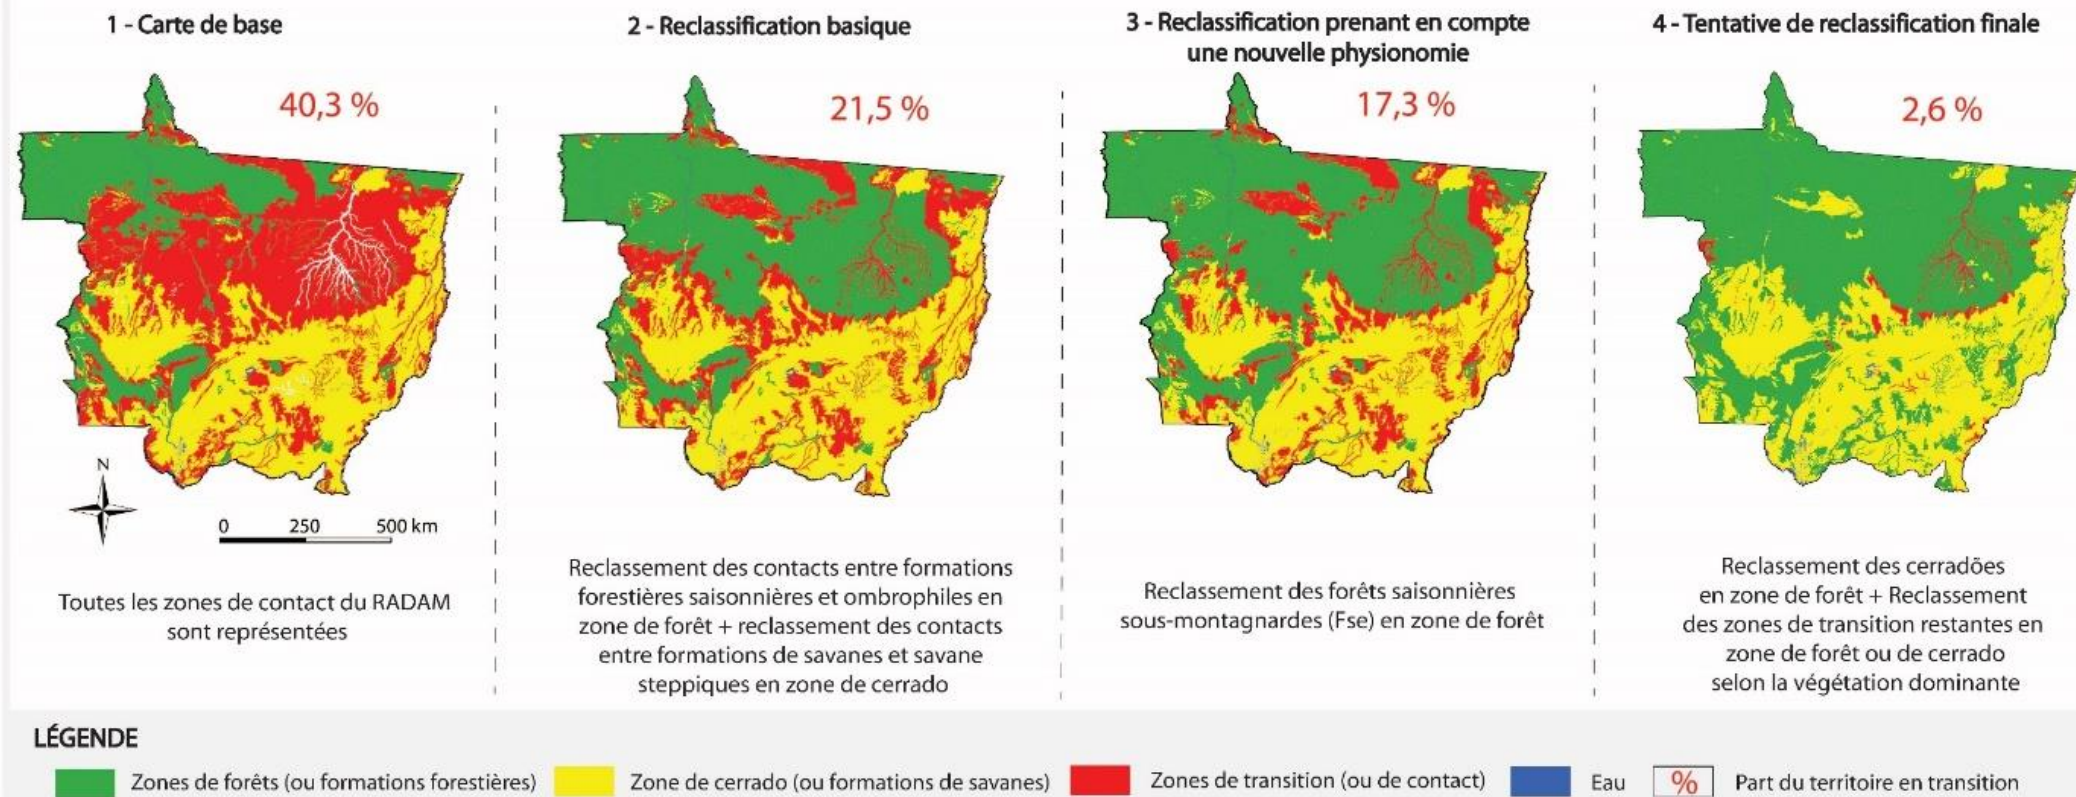 1 - Carte de base
40,3 %
N
0 250 500 km
Toutes les zones de contact du RADAM
sont représentées
2 - Reclassification basique
21,5 %
Reclassement des contacts entre formations
forestières saisonnières et ombrophiles en
zone de forêt + reclassement des contacts
entre formations de savanes et savane
steppiques en zone de cerrado
3 - Reclassification prenant en compte
une nouvelle physionomie
17,3 %
Reclassement des forêts saisonnières
sous-montagnardes (Fse) en zone de forêt
4 - Tentative de reclassification finale
2,6 %
Reclassement des cerradões
en zone de forêt + Reclassement
des zones de transition restantes en
zone de forêt ou de cerrado
selon la végétation dominante
LÉGENDE
Zones de forêts (ou formations forestières)
Zone de cerrado (ou formations de savanes)
Zones de transition (ou de contact)
Eau
%
Part du territoire en transition